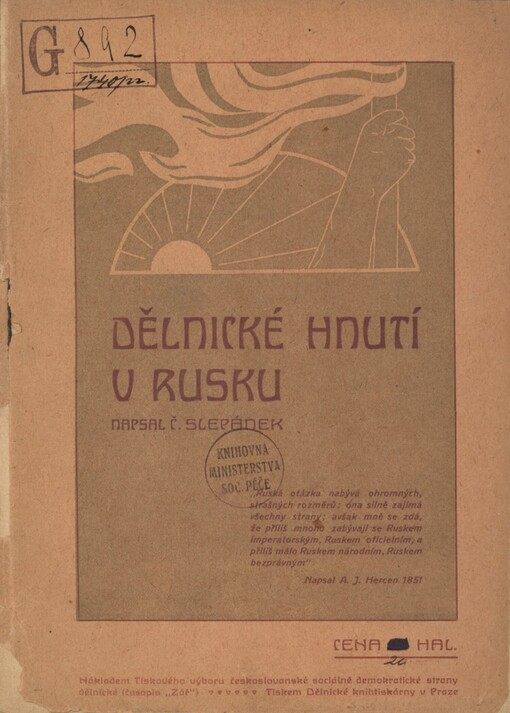 G 892
1740/22.
DĚLNICKÉ HNUTÍ
V RUSKU
NAPSAL Č. SLEPÁNEK
KNIHOVNA
MINISTERSTVA
SOC. PÉČE
„Ruská otázka nabývá ohromných,
strašných rozměrů; ona silně zajímá
všechny strany; avšak mně se zdá,
že příliš mnoho zabývají se Ruskem
imperatorským, Ruskem oficielním, a
příliš málo Ruskem národním, Ruskem
bezprávným“
Napsal A. J. Hercen 1851
CENA HAL.
20
Nákladem Tiskového výboru českoslovanské sociálně demokratické strany
dělnické (časopis „Zář“) Tiskem Dělnické knihtiskárny v Praze